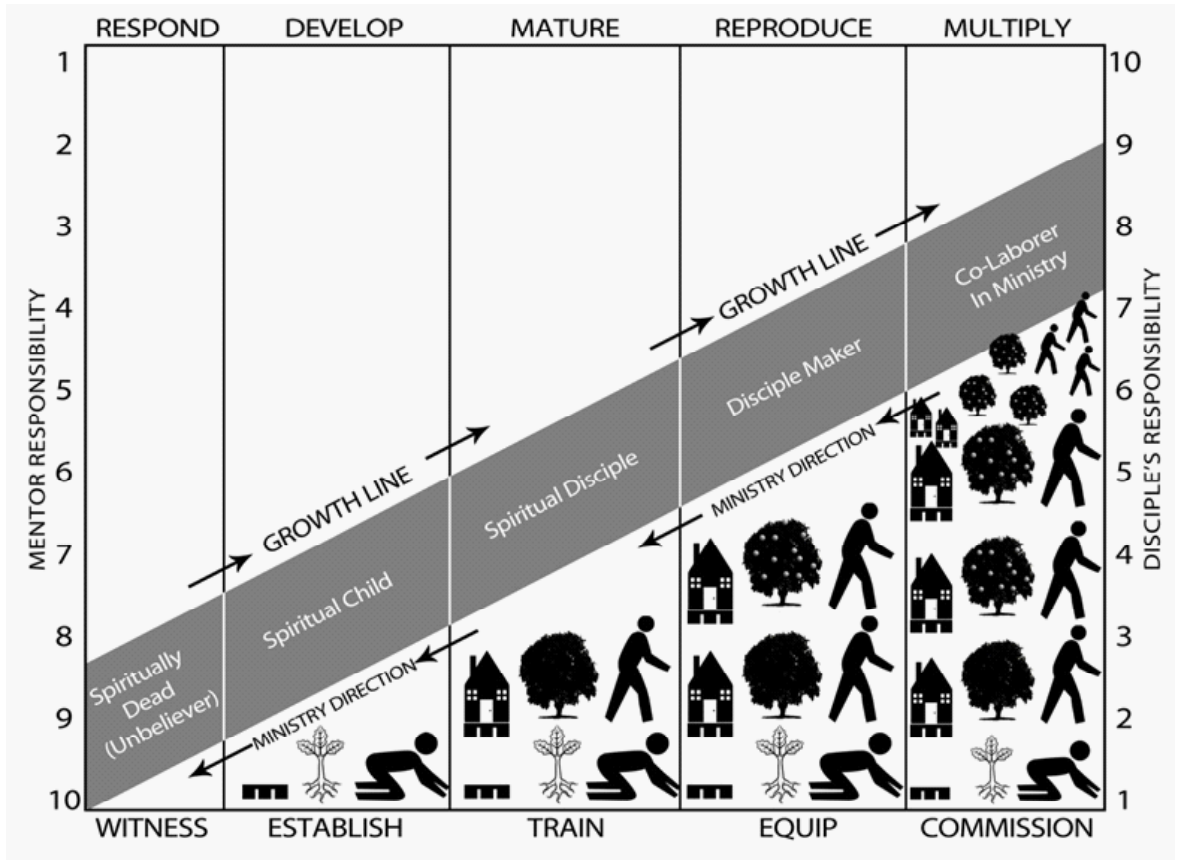 RESPOND DEVELOP MATURE REPRODUCE MULTIPLY
1 10
2 9
3 8
4 7
5 6
6 5
7 4
8 3
9 2
10 1
MENTOR RESPONSIBILITY
DISCIPLE'S RESPONSIBILITY
GROWTH LINE
GROWTH LINE
Spiritually
Dead
(Unbeliever)
Spiritual Child
Spiritual Disciple
Disciple Maker
Co-Laborer
In Ministry
MINISTRY DIRECTION
MINISTRY DIRECTION
WITNESS ESTABLISH TRAIN EQUIP COMMISSION